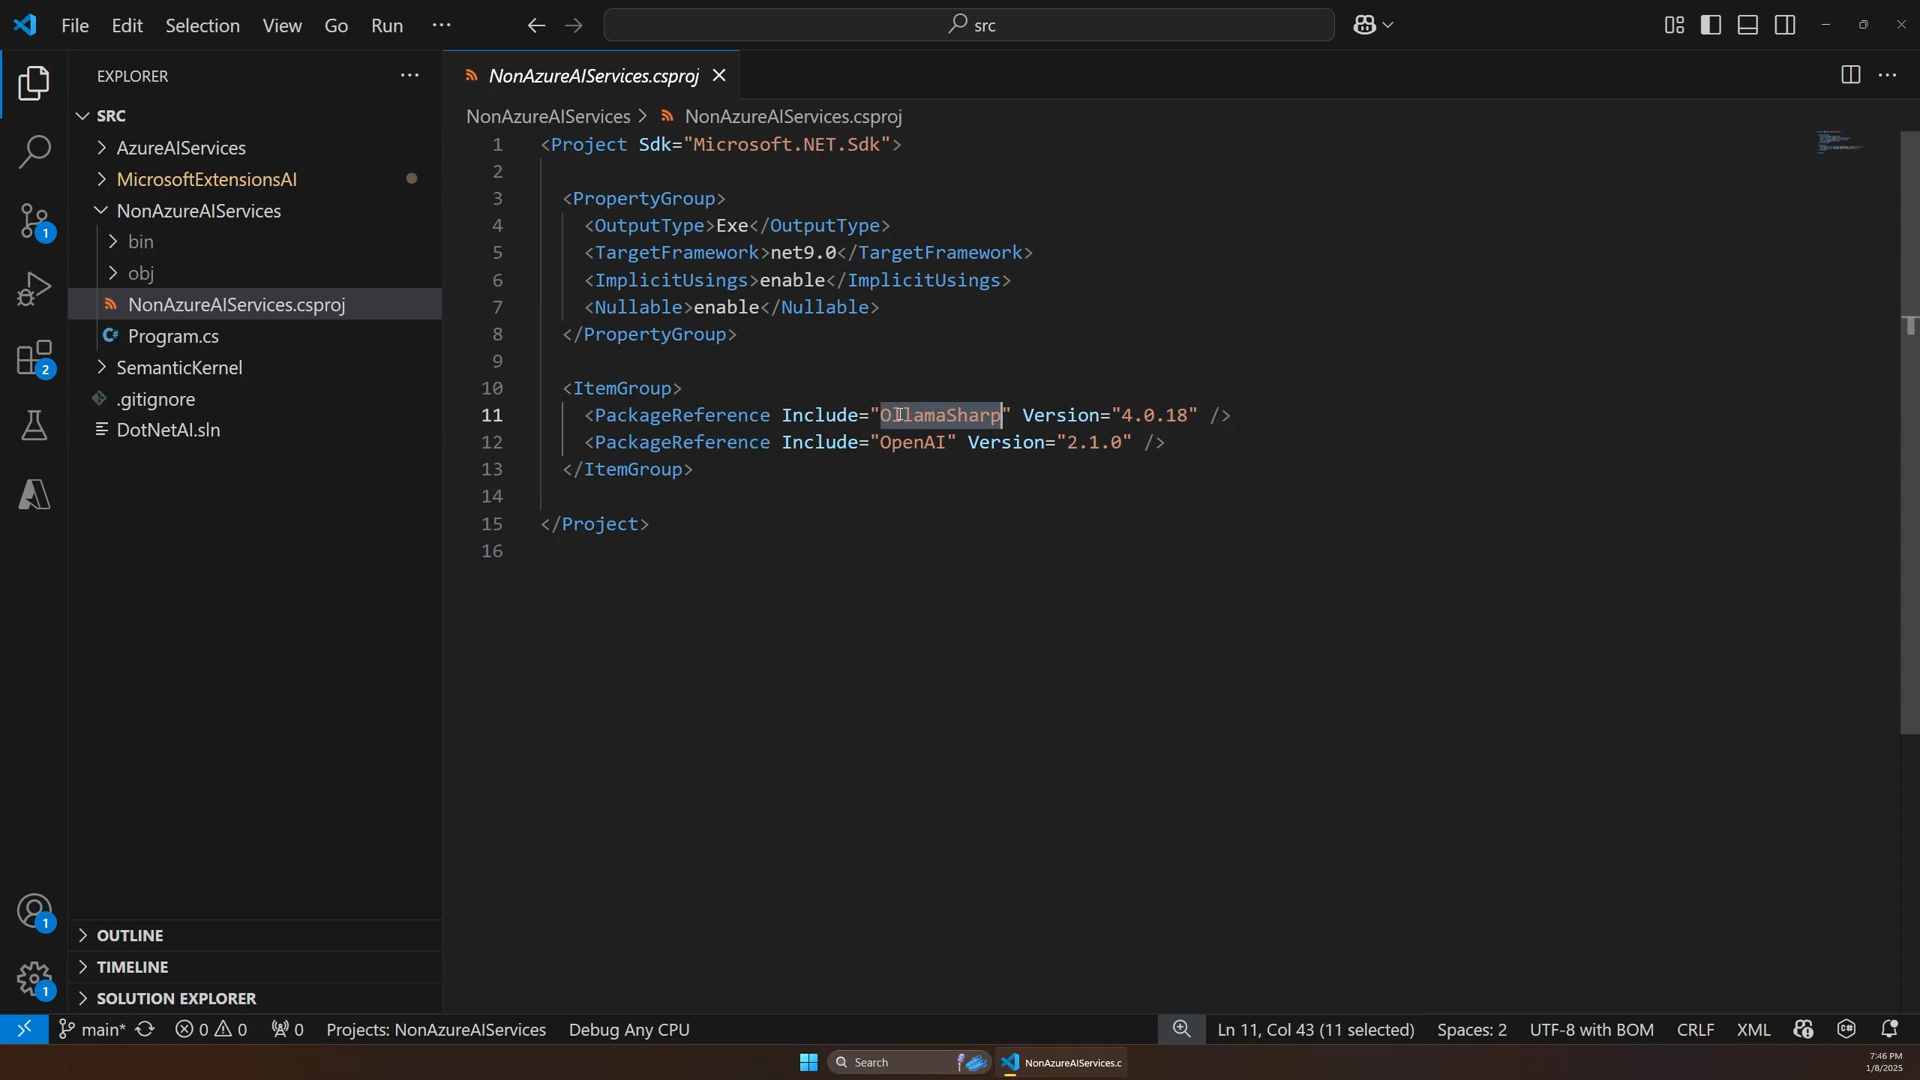 File Edit Selection View Go Run ··· src
EXPLORER ···
SRC
AzureAIServices
MicrosoftExtensionsAI
NonAzureAIServices
bin
obj
NonAzureAIServices.csproj
Program.cs
SemanticKernel
.gitignore
DotNetAI.sln
OUTLINE
TIMELINE
SOLUTION EXPLORER
1
2
1
1
NonAzureAIServices.csproj
NonAzureAIServices > NonAzureAIServices.csproj
1 <Project Sdk="Microsoft.NET.Sdk">
2
3 <PropertyGroup>
4 <OutputType>Exe</OutputType>
5 <TargetFramework>net9.0</TargetFramework>
6 <ImplicitUsings>enable</ImplicitUsings>
7 <Nullable>enable</Nullable>
8 </PropertyGroup>
9
10 <ItemGroup>
11 <PackageReference Include="OllamaSharp" Version="4.0.18" />
12 <PackageReference Include="OpenAI" Version="2.1.0" />
13 </ItemGroup>
14
15 </Project>
16
main* 0 0 0 Projects: NonAzureAIServices Debug Any CPU Ln 11, Col 43 (11 selected) Spaces: 2 UTF-8 with BOM CRLF XML
Search NonAzureAIServices.c
7:46 PM
1/8/2025